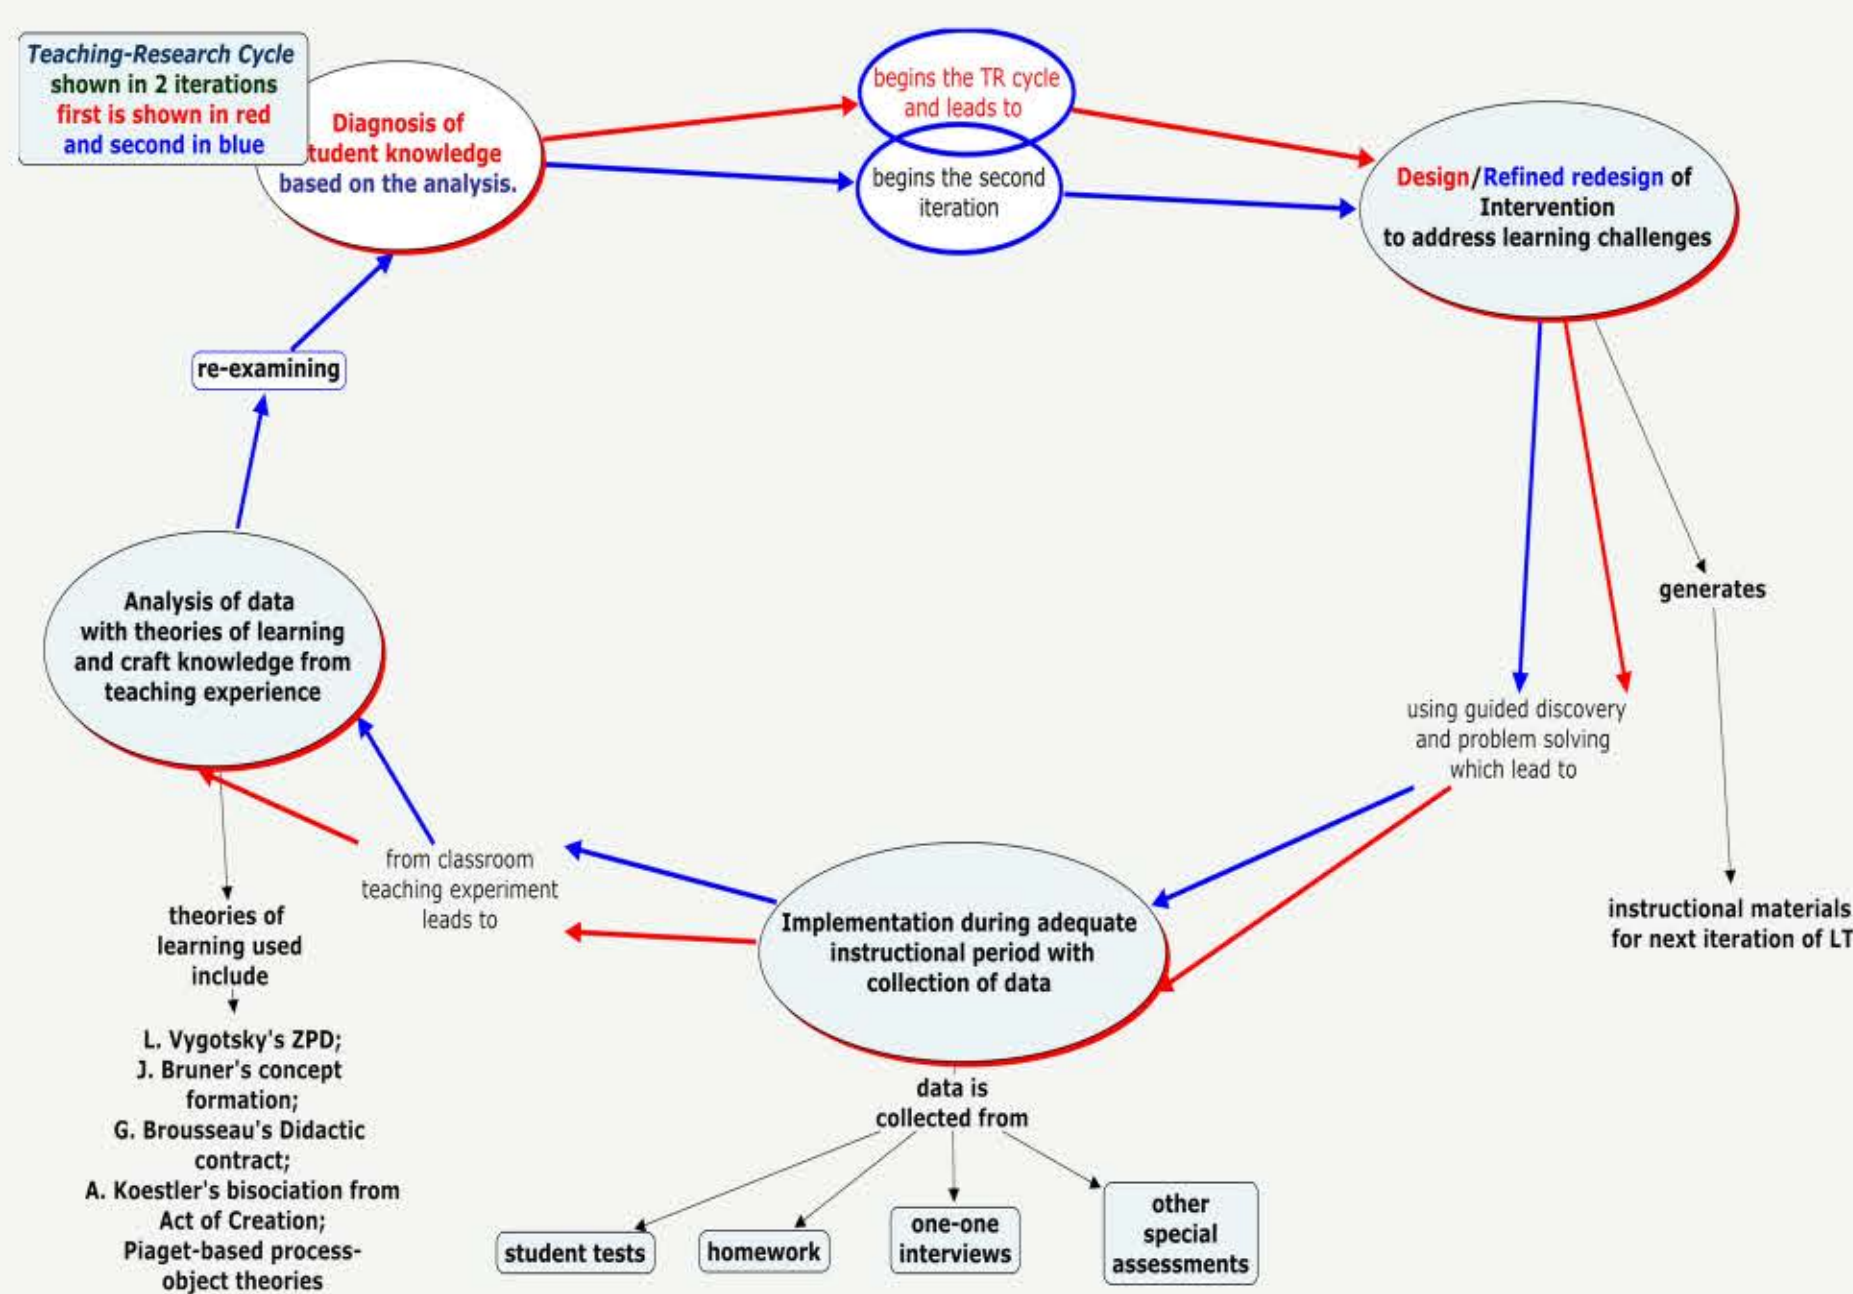 Teaching-Research Cycle
shown in 2 iterations
first is shown in red
and second in blue
Diagnosis of
tudent knowledge
based on the analysis.
begins the TR cycle
and leads to
begins the second
iteration
Design/Refined redesign of
Intervention
to address learning challenges
re-examining
generates
Analysis of data
with theories of learning
and craft knowledge from
teaching experience
using guided discovery
and problem solving
which lead to
from classroom
teaching experiment
leads to
Implementation during adequate
instructional period with
collection of data
instructional materials
for next iteration of LT
theories of
learning used
include
L. Vygotsky's ZPD;
J. Bruner's concept
formation;
G. Brousseau's Didactic
contract;
A. Koestler's bisociation from
Act of Creation;
Piaget-based process-
object theories
data is
collected from
student tests
homework
one-one
interviews
other
special
assessments